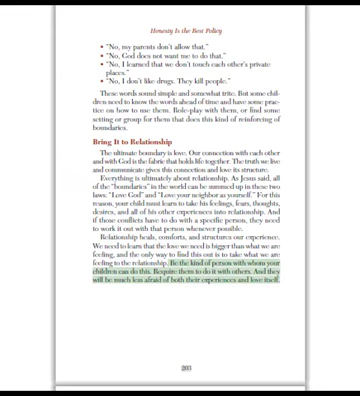 Honesty Is the Best Policy
• "No, my parents don't allow that."
• "No, God does not want me to do that."
• "No, I learned that we don't touch each other's private
places."
• "No, I don't like drugs. They kill people."
These words sound simple and somewhat trite. But some chil-
dren need to know the words ahead of time and have some prac-
tice on how to use them. Role-play with them, or find some
setting or group for them that does this kind of reinforcing of
boundaries.
Bring It to Relationship
The ultimate boundary is love. Our connection with each other
and with God is the fabric that holds life together. The truth we live
and communicate gives this connection and love its structure.
Everything is ultimately about relationship. As Jesus said, all
of the "boundaries" in the world can be summed up in these two
laws. "Love God" and "Love your neighbor as yourself." For this
reason, your child must learn to take his feelings, fears, thoughts,
desires, and all of his other experiences into relationship. And
if those conflicts have to do with a specific person, they need
to work it out with that person whenever possible.
Relationship heals, comforts, and structures our experience.
We need to learn that the love we need is bigger than what we are
feeling, and the only way to find this out is to take what we are
feeling to the relationship. Be the kind of person with whom your
children can do this. Require them to do it with others. And they
will be much less afraid of both their experiences and love itself.
203